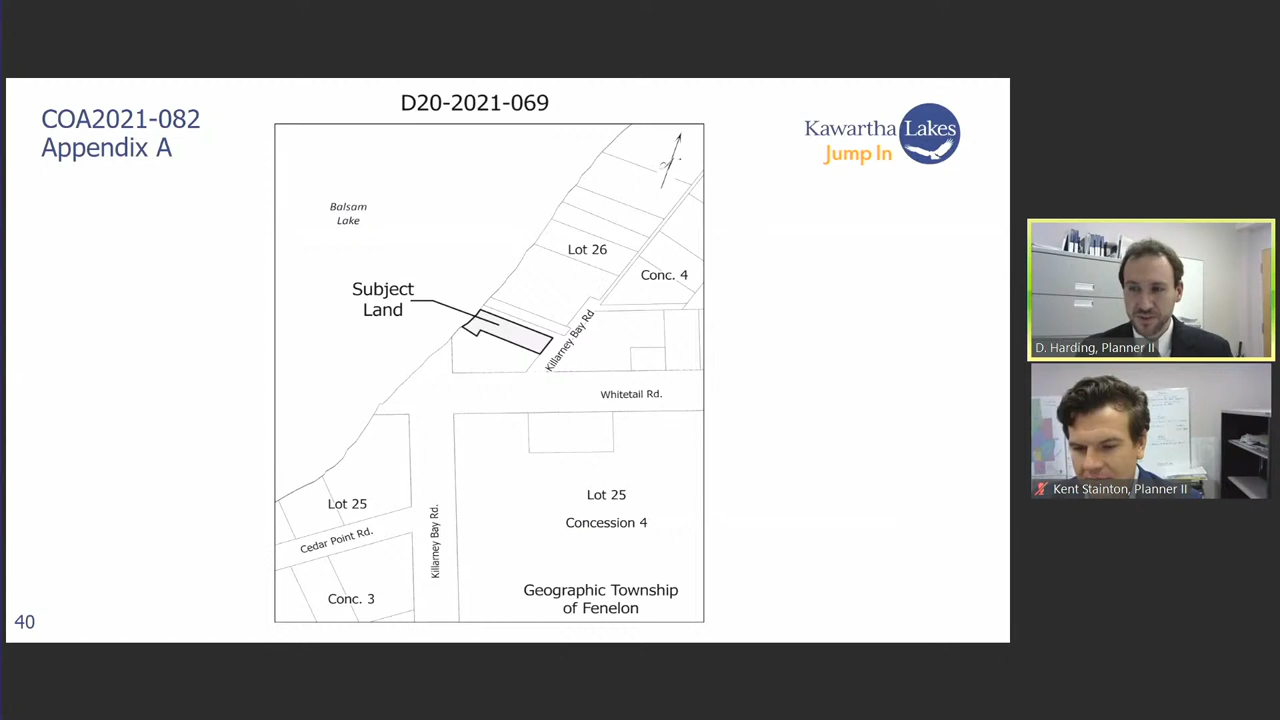 COA2021-082
Appendix A
D20-2021-069
Kawartha Lakes
Jump In
Balsam
Lake
Lot 26
Conc. 4
Subject
Land
Killarney Bay Rd
Whitetail Rd.
Lot 25
Lot 25
Concession 4
Killarney Bay Rd.
Cedar Point Rd.
Conc. 3
Geographic Township
of Fenelon
40
D. Harding, Planner II
Kent Stainton, Planner II